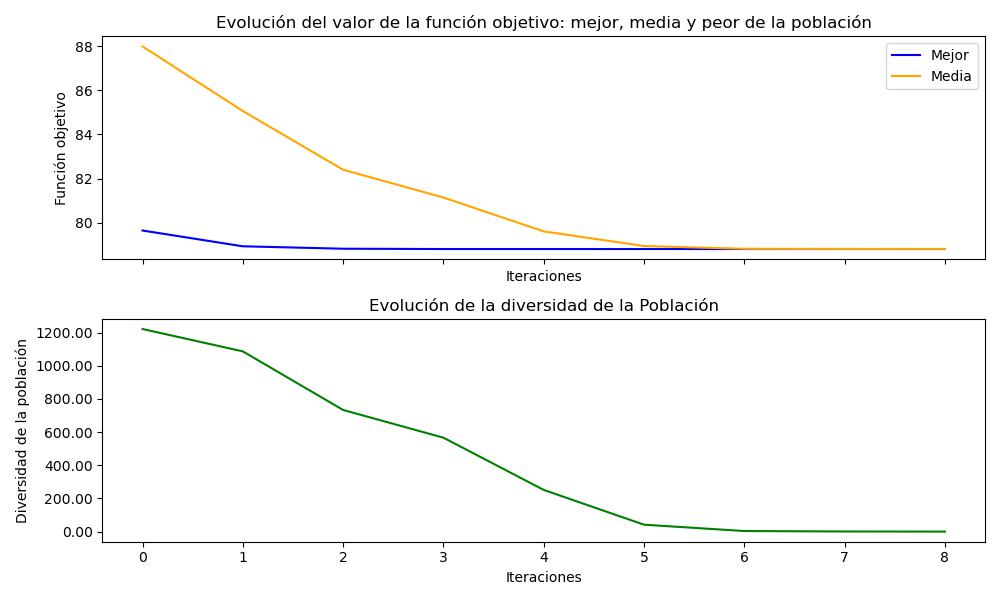 Evolución del valor de la función objetivo: mejor, media y peor de la población
88
86
84
82
80
Función objetivo
Mejor
Media
Iteraciones
Evolución de la diversidad de la Población
1200.00
1000.00
800.00
600.00
400.00
200.00
0.00
Diversidad de la población
0 1 2 3 4 5 6 7 8
Iteraciones